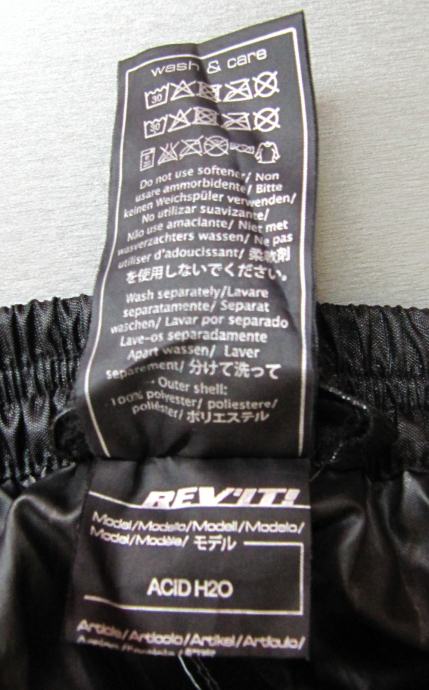 wash & care
30
30
Do not use softener/ Non
usare ammorbidente/ Bitte
keinen Weichspüler verwenden/
No utilizar suavizante/
Não use amaciante/ Niet met
wasverzachters wassen/ Ne pas
utiliser d'adoucissant/ 柔軟剤
を使用しないでください。
Wash separately/Lavare
separatamente/ Separat
waschen/ Lavar por separado
Lave-os separadamente
Apart wassen/ Laver
separement/ 分けて洗って
Outer shell:
100% polyester/ poliestere/
poliéster/ ポリエステル
REV'IT!
Model/Modello/Modell/Modelo/
Model/Modèle/ モデル
ACID H2O
Article/Articolo/Artikel/Artículo/